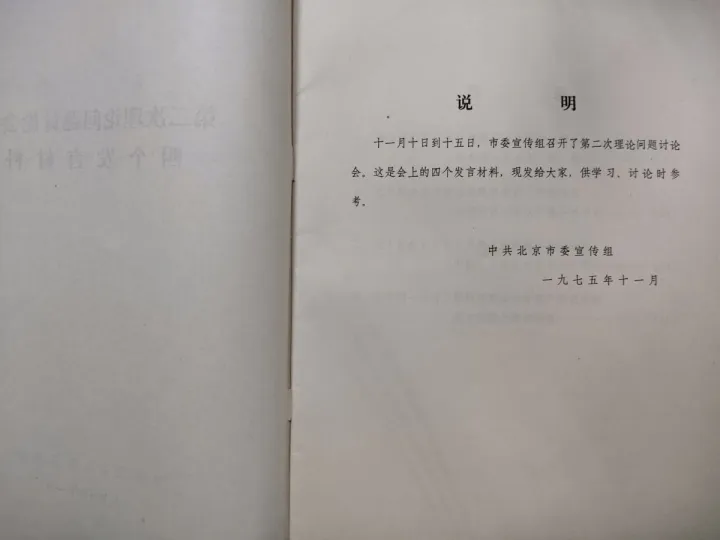 说 明
十一月十日到十五日，市委宣传组召开了第二次理论问题讨论
会。这是会上的四个发言材料，现发给大家，供学习、讨论时参
考。
中共北京市委宣传组
一九七五年十一月